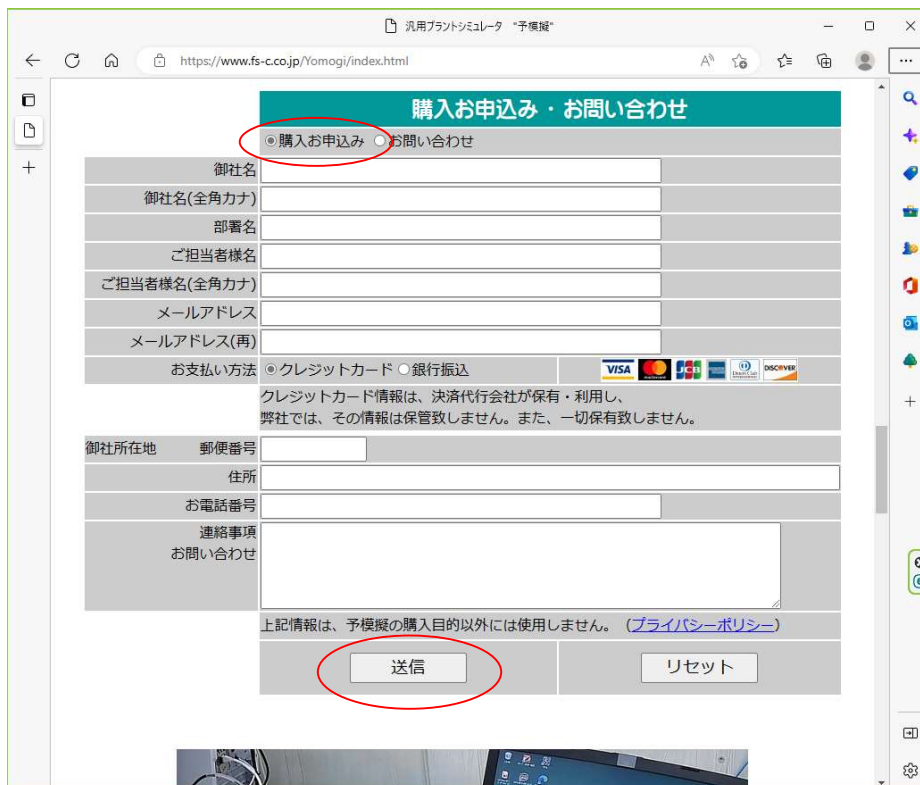 汎用プラントシミュレータ "予模擬"
https://www.fs-c.co.jp/Yomogi/index.html
購入お申込み・お問い合わせ
購入お申込み お問い合わせ
御社名
御社名(全角カナ)
部署名
ご担当者様名
ご担当者様名(全角カナ)
メールアドレス
メールアドレス(再)
お支払い方法 クレジットカード 銀行振込 VISA JCB DISCOVER
クレジットカード情報は、決済代行会社が保有・利用し、
弊社では、その情報は保管致しません。また、一切保有致しません。
御社所在地 郵便番号
住所
お電話番号
連絡事項
お問い合わせ
上記情報は、予模擬の購入目的以外には使用しません。（プライバシーポリシー）
送信 リセット